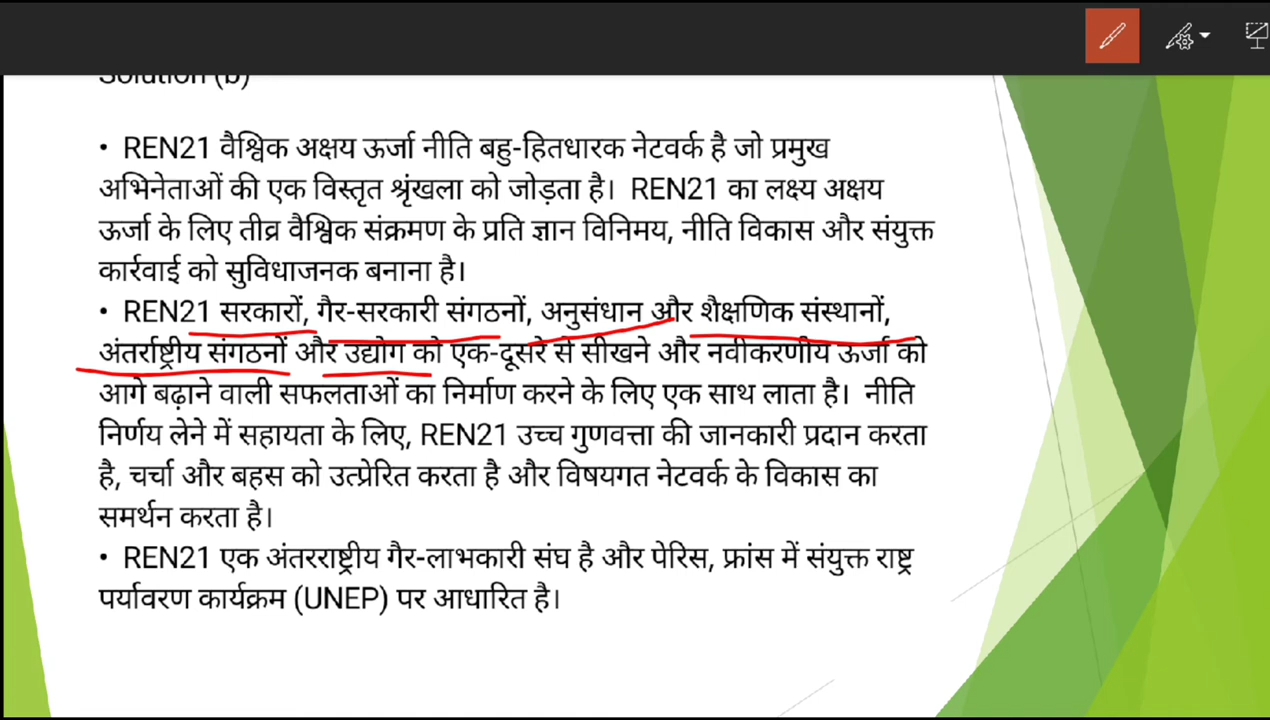 Solution (b)
• REN21 वैश्विक अक्षय ऊर्जा नीति बहु-हितधारक नेटवर्क है जो प्रमुख
अभिनेताओं की एक विस्तृत श्रृंखला को जोड़ता है। REN21 का लक्ष्य अक्षय
ऊर्जा के लिए तीव्र वैश्विक संक्रमण के प्रति ज्ञान विनिमय, नीति विकास और संयुक्त
कार्रवाई को सुविधाजनक बनाना है।
• REN21 सरकारों, गैर-सरकारी संगठनों, अनुसंधान और शैक्षणिक संस्थानों,
अंतर्राष्ट्रीय संगठनों और उद्योग को एक-दूसरे से सीखने और नवीकरणीय ऊर्जा को
आगे बढ़ाने वाली सफलताओं का निर्माण करने के लिए एक साथ लाता है। नीति
निर्णय लेने में सहायता के लिए, REN21 उच्च गुणवत्ता की जानकारी प्रदान करता
है, चर्चा और बहस को उत्प्रेरित करता है और विषयगत नेटवर्क के विकास का
समर्थन करता है।
• REN21 एक अंतरराष्ट्रीय गैर-लाभकारी संघ है और पेरिस, फ्रांस में संयुक्त राष्ट्र
पर्यावरण कार्यक्रम (UNEP) पर आधारित है।